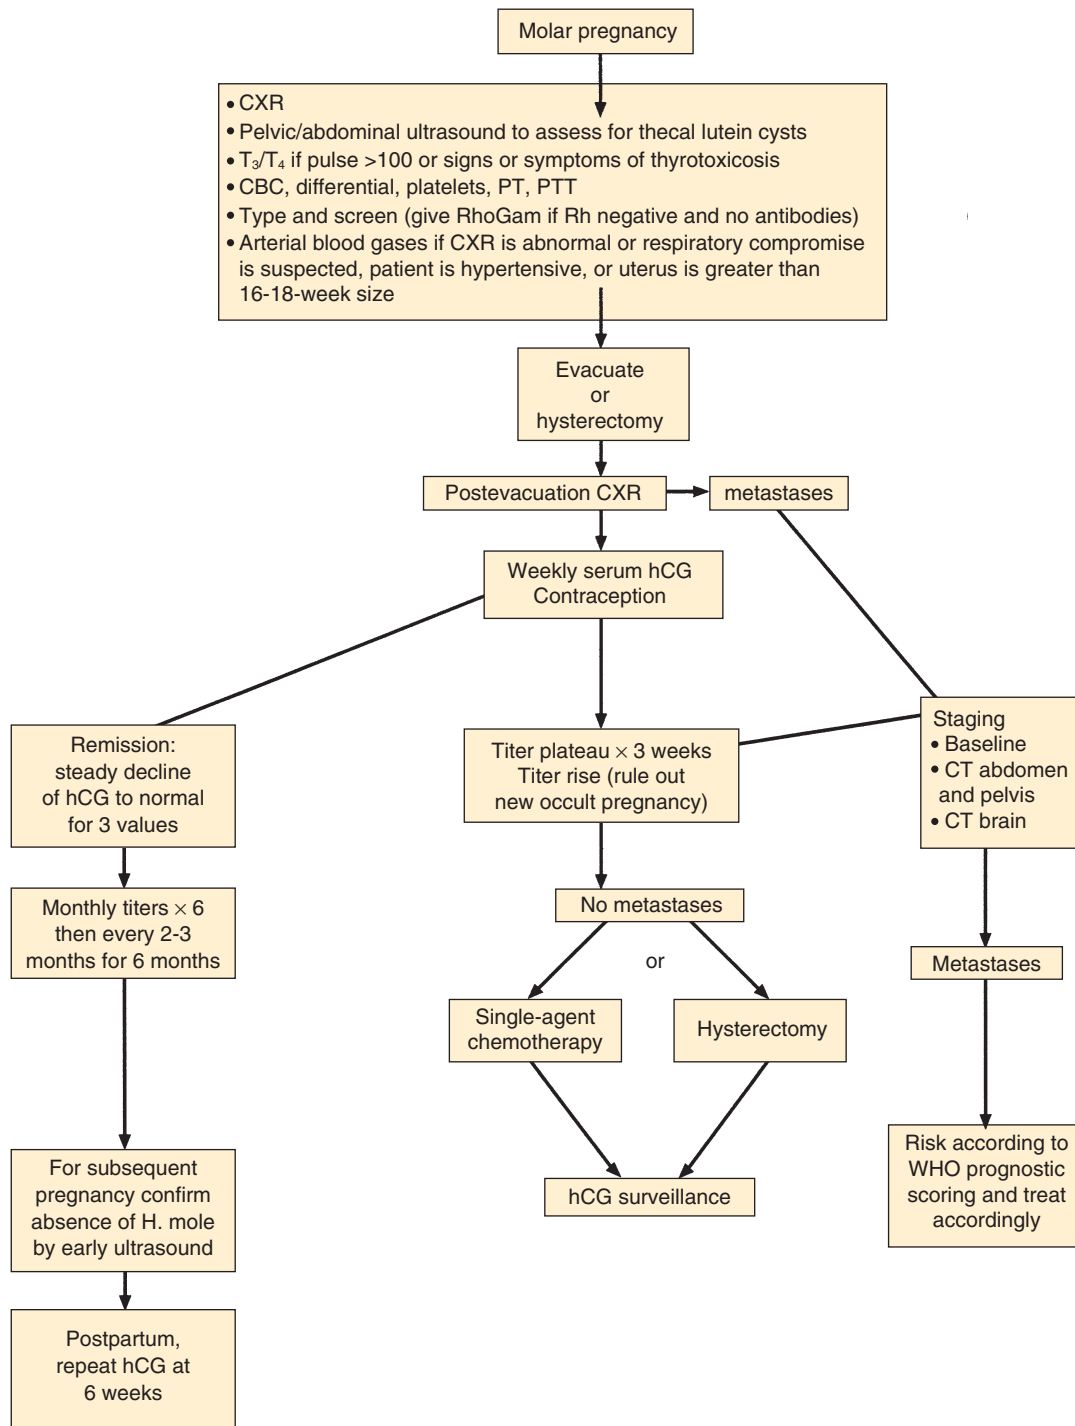 Molar pregnancy
• CXR
• Pelvic/abdominal ultrasound to assess for thecal lutein cysts
• T₃/T₄ if pulse >100 or signs or symptoms of thyrotoxicosis
• CBC, differential, platelets, PT, PTT
• Type and screen (give RhoGam if Rh negative and no antibodies)
• Arterial blood gases if CXR is abnormal or respiratory compromise
is suspected, patient is hypertensive, or uterus is greater than
16-18-week size
Evacuate
or
hysterectomy
Postevacuation CXR
metastases
Weekly serum hCG
Contraception
Remission:
steady decline
of hCG to normal
for 3 values
Monthly titers × 6
then every 2-3
months for 6 months
For subsequent
pregnancy confirm
absence of H. mole
by early ultrasound
Postpartum,
repeat hCG at
6 weeks
Titer plateau × 3 weeks
Titer rise (rule out
new occult pregnancy)
No metastases
or
Single-agent
chemotherapy
Hysterectomy
hCG surveillance
Staging
• Baseline
• CT abdomen
and pelvis
• CT brain
Metastases
Risk according to
WHO prognostic
scoring and treat
accordingly